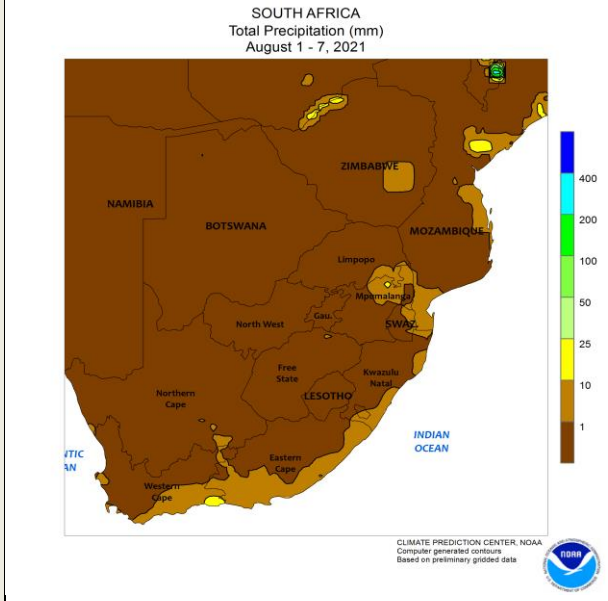 SOUTH AFRICA
Total Precipitation (mm)
August 1 - 7, 2021
ZIMBABWE
NAMIBIA
BOTSWANA
MOZAMBIQUE
Limpopo
Mpumalanga
North West
Gau.
SWAZ.
Free
State
Kwazulu
Natal
Northern
Cape
LESOTHO
INDIAN
OCEAN
NTIC
AN
Eastern
Cape
Western
Cape
400
200
100
50
25
10
1
CLIMATE PREDICTION CENTER, NOAA
Computer generated contours
Based on preliminary gridded data
NOAA